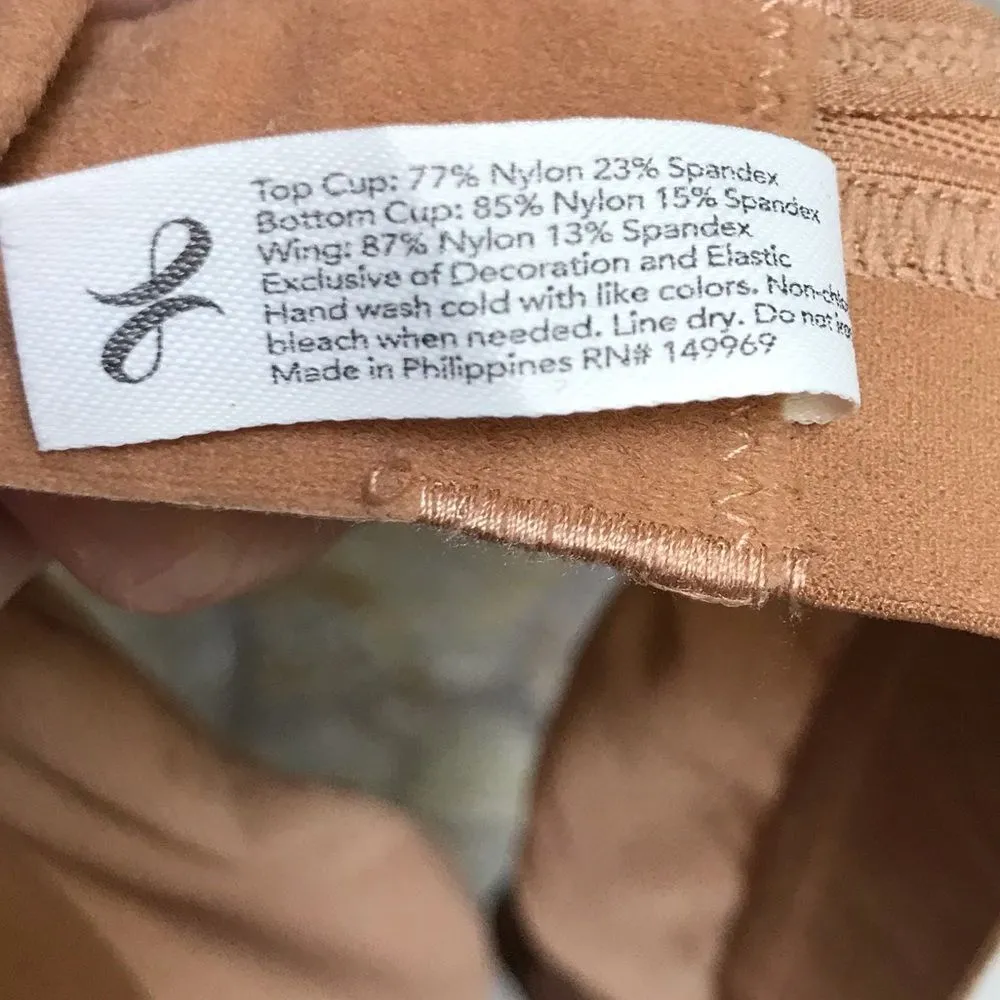 Top Cup: 77% Nylon 23% Spandex
Bottom Cup: 85% Nylon 15% Spandex
Wing: 87% Nylon 13% Spandex
Exclusive of Decoration and Elastic
Hand wash cold with like colors.
bleach when needed. Line dry. Do not
Made in Philippines RN# 149969